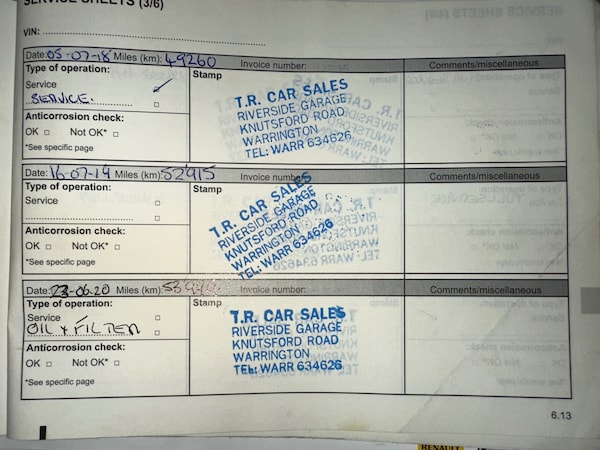 SERVICE SHEETS (3/6)
VIN:
Date: 05-07-18 Miles (km): 49260 Invoice number: Comments/miscellaneous
Type of operation: Stamp
Service
SERVICE.
Anticorrosion check:
OK Not OK*
*See specific page
T.R. CAR SALES
RIVERSIDE GARAGE
KNUTSFORD ROAD
WARRINGTON
TEL: WARR 634626
Date: 16-07-19 Miles (km): 52915 Invoice number: Comments/miscellaneous
Type of operation: Stamp
Service
Anticorrosion check:
OK Not OK*
*See specific page
T.R. CAR SALES
RIVERSIDE GARAGE
KNUTSFORD ROAD
WARRINGTON
TEL: WARR 634626
Date: 23-06.20 Miles (km): Invoice number: Comments/miscellaneous
Type of operation: Stamp
Service
OIL & FILTER
Anticorrosion check:
OK Not OK*
*See specific page
T.R. CAR SALES
RIVERSIDE GARAGE
KNUTSFORD ROAD
WARRINGTON
TEL: WARR 634626
6.13
RENAULT